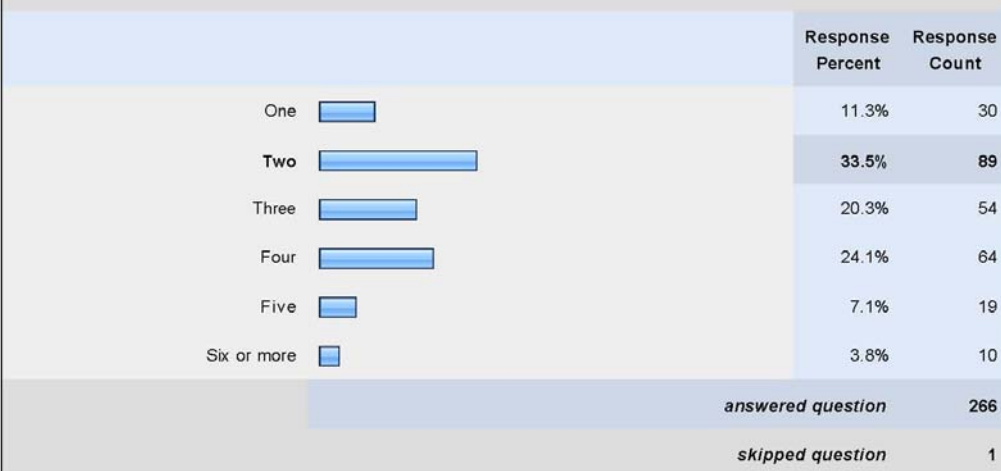 Response Percent Response Count
One 11.3% 30
Two 33.5% 89
Three 20.3% 54
Four 24.1% 64
Five 7.1% 19
Six or more 3.8% 10
answered question 266
skipped question 1